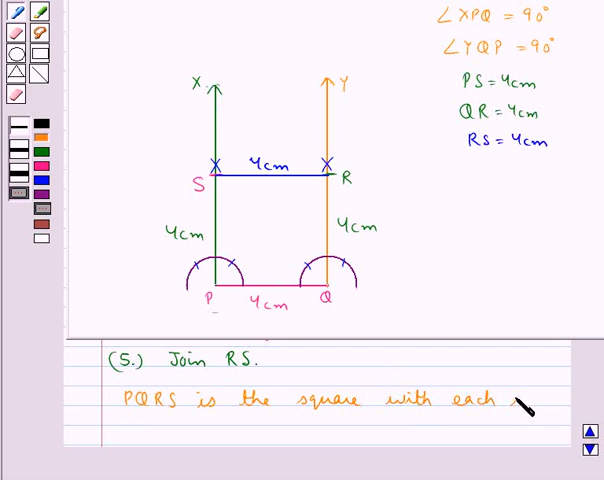 ∠XPQ = 90°
∠YQP = 90°
PS = 4cm
QR = 4cm
RS = 4cm
X
Y
4cm
S
R
4cm
4cm
P
Q
4cm
(5.) Join RS.
PQRS is the square with each